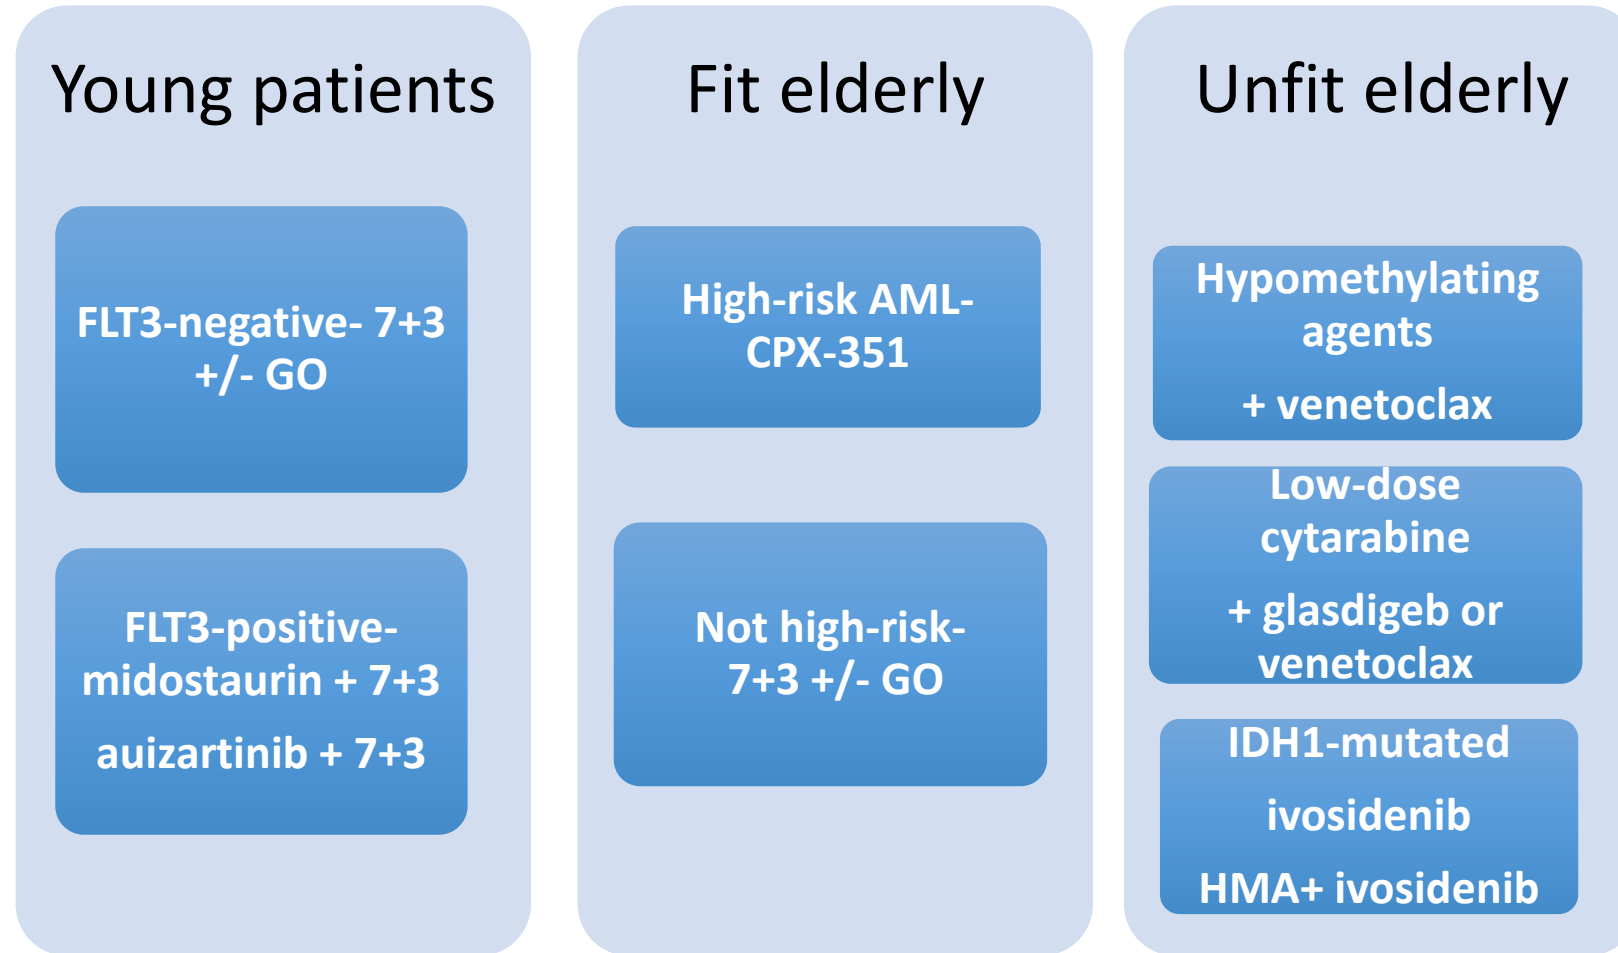 Young patients
FLT3-negative- 7+3
+/- GO
FLT3-positive-
midostaurin + 7+3
auizartinib + 7+3
Fit elderly
High-risk AML-
CPX-351
Not high-risk-
7+3 +/- GO
Unfit elderly
Hypomethylating
agents
+ venetoclax
Low-dose
cytarabine
+ glasdigeb or
venetoclax
IDH1-mutated
ivosidenib
HMA+ ivosidenib